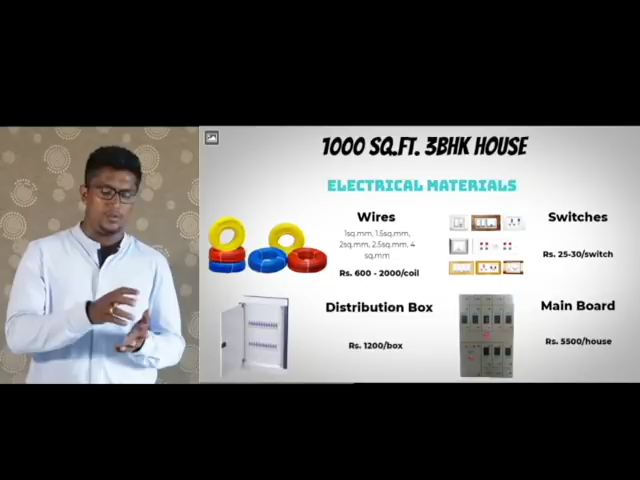 1000 SQ.FT. 3BHK HOUSE
ELECTRICAL MATERIALS
Wires
1sq.mm, 1.5sq.mm,
2sq.mm, 2.5sq.mm, 4
sq.mm
Rs. 600 - 2000/coil
Switches
Rs. 25-30/switch
Distribution Box
Rs. 1200/box
Main Board
Rs. 5500/house